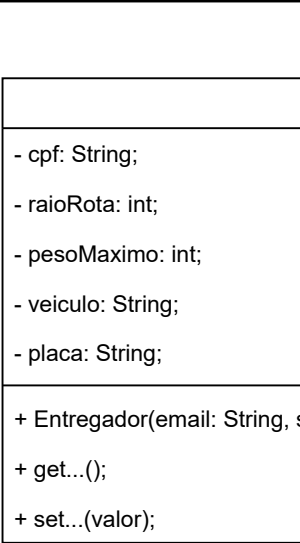 - cpf: String;
- raioRota: int;
- pesoMaximo: int;
- veiculo: String;
- placa: String;
+ Entregador(email: String,
+ get...();
+ set...(valor);